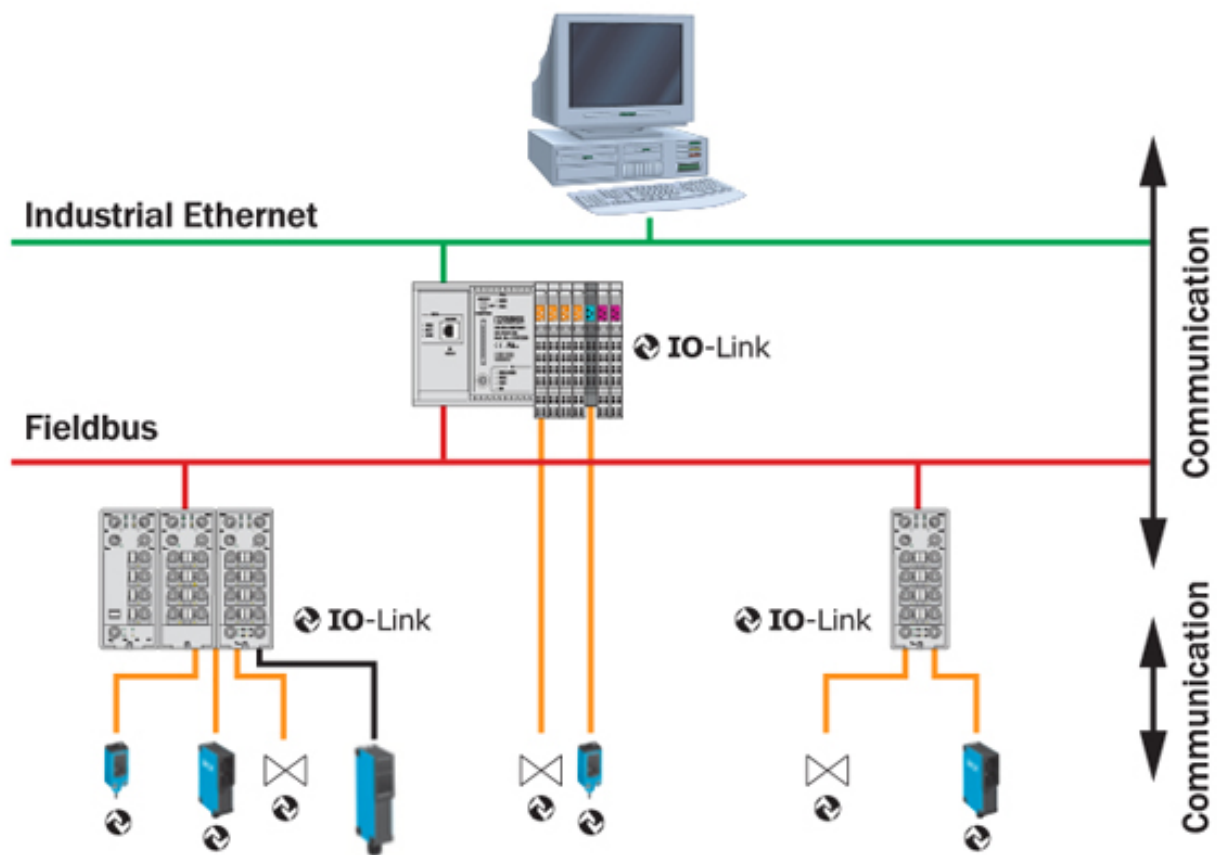 Industrial Ethernet
IO-Link
Fieldbus
IO-Link
IO-Link
Communication
Communication